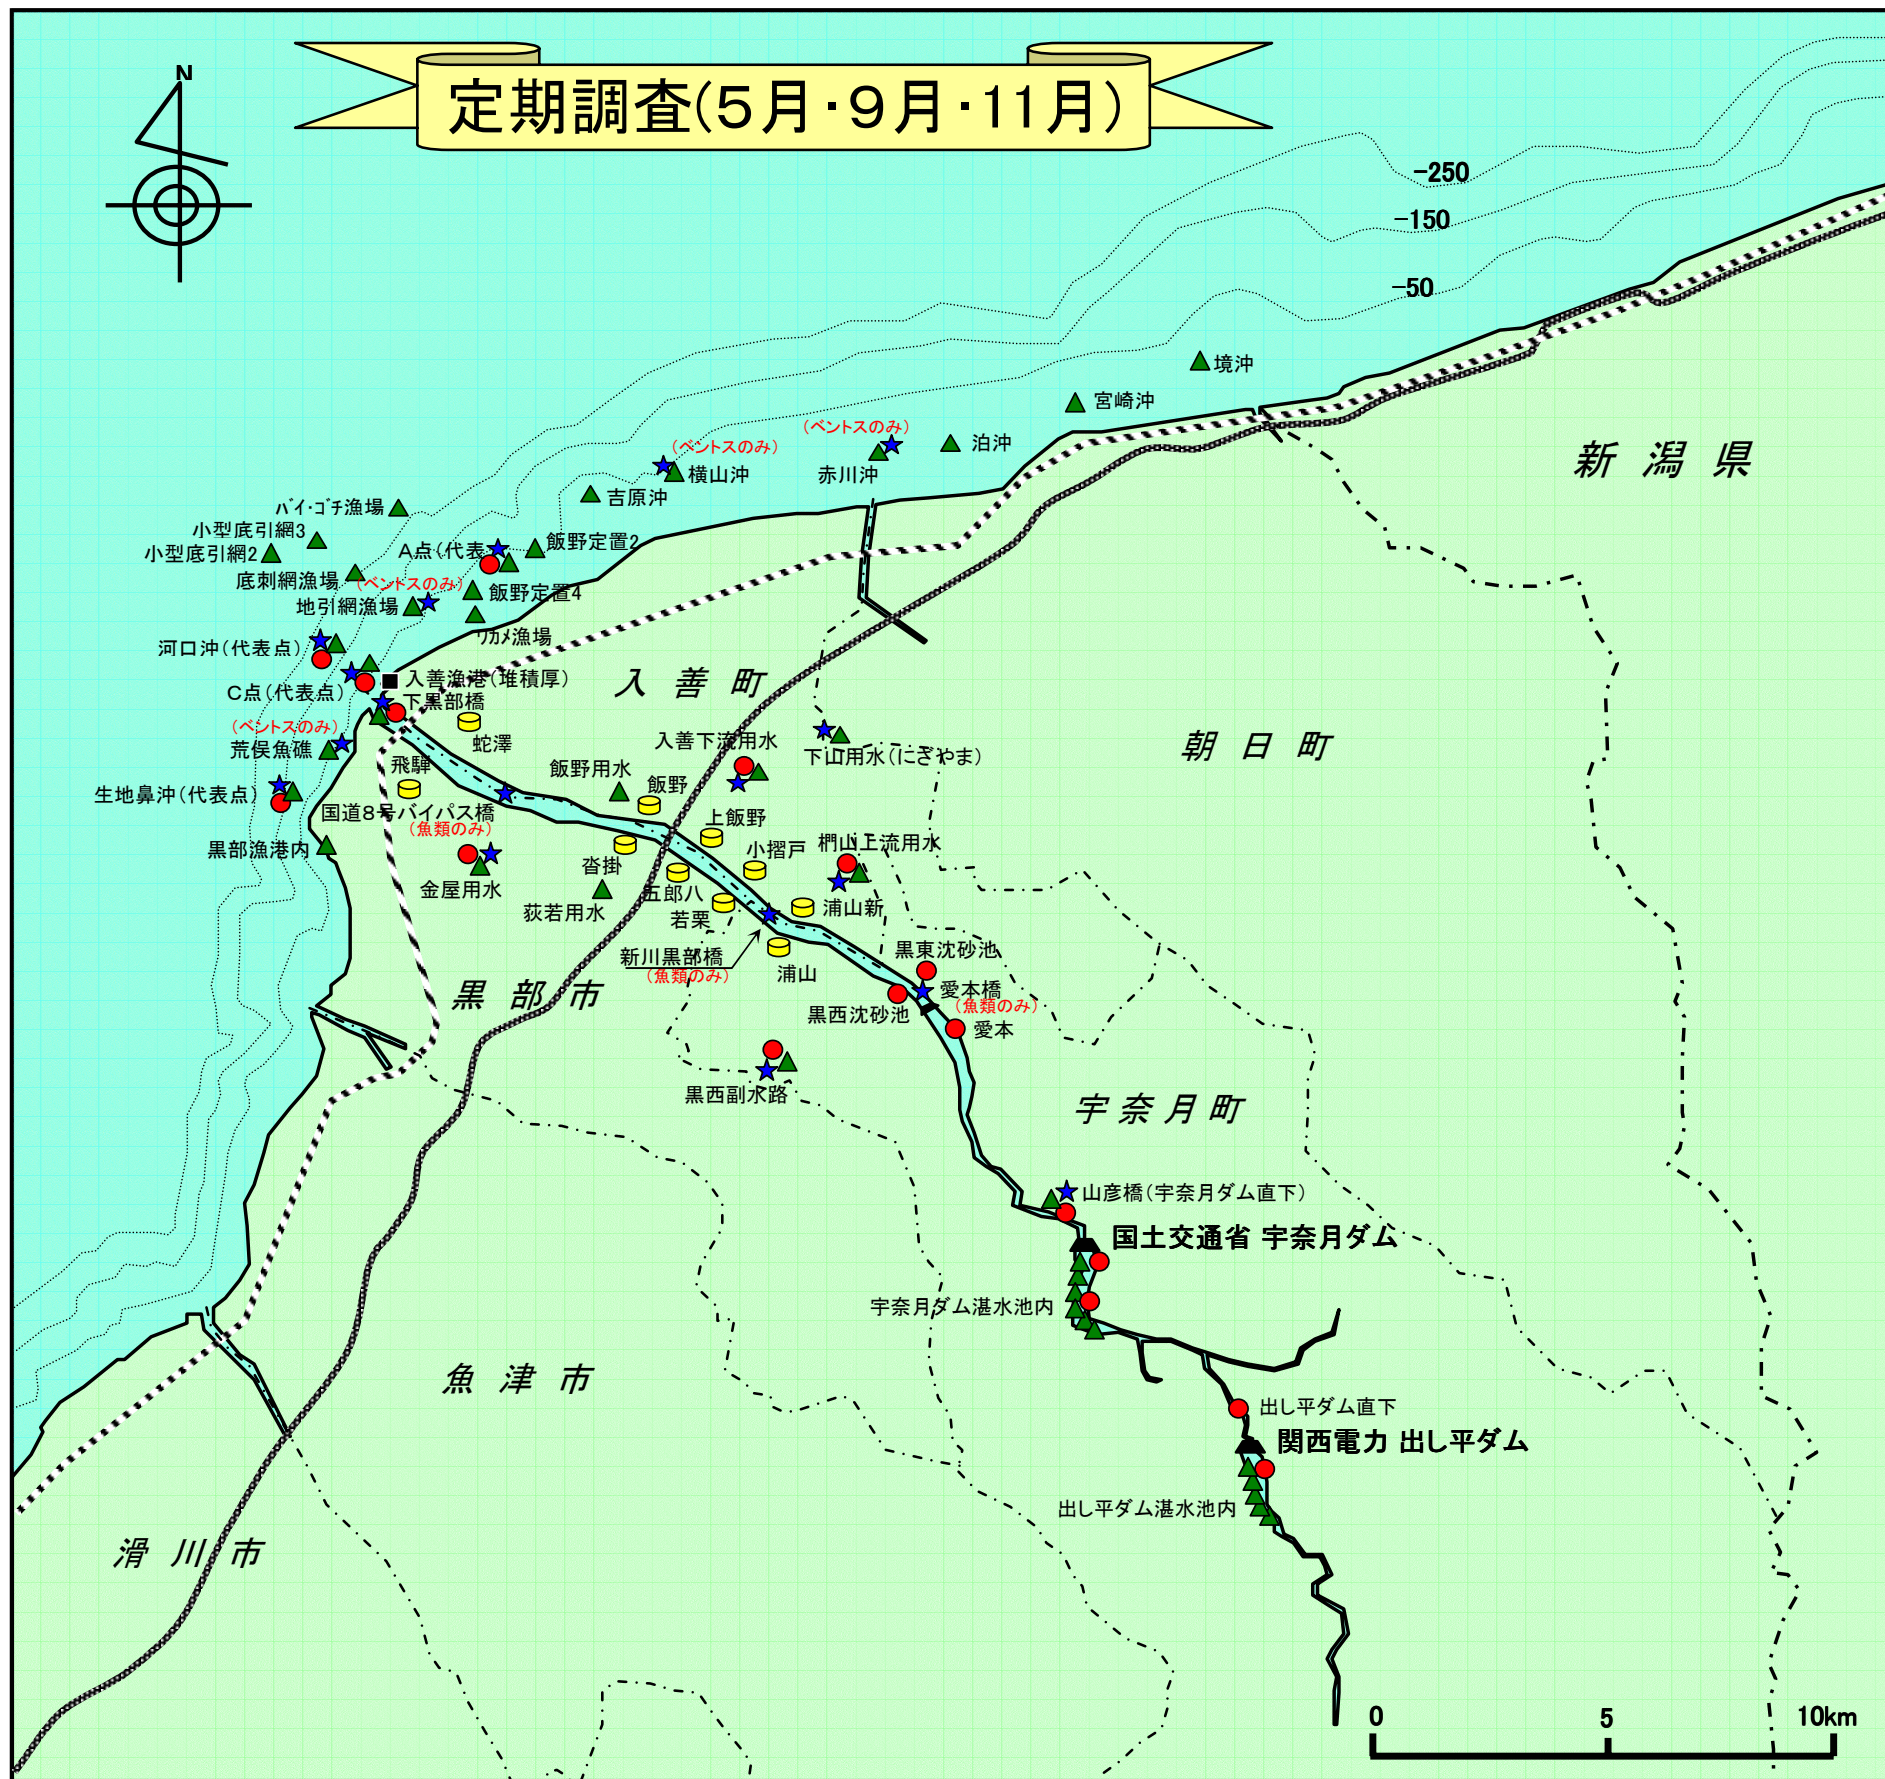 定期調査(5月・9月・11月)
N
-250
-150
-50
境沖
宮崎沖
(ベントスのみ)
泊沖
赤川沖
(ベントスのみ)
横山沖
吉原沖
バイ・ゴチ漁場
小型底引網3
小型底引網2
A点(代表
飯野定置2
底刺網漁場
(ベントスのみ)
飯野定置4
地引網漁場
ワカメ漁場
河口沖(代表点)
入善漁港(堆積厚)
C点(代表点)
下黒部橋
(ベントスのみ)
荒俣魚礁
蛇澤
飛騨
生地鼻沖(代表点)
国道8号バイパス橋
(魚類のみ)
黒部漁港内
金屋用水
新潟県
入善町
朝日町
入善下流用水
下山用水(にざやま)
飯野用水
飯野
上飯野
小摺戸
椚山上流用水
沓掛
五郎八
荻若用水
若栗
浦山新
新川黒部橋
(魚類のみ)
浦山
黒東沈砂池
愛本橋
(魚類のみ)
黒西沈砂池
愛本
黒部市
黒西副水路
宇奈月町
山彦橋(宇奈月ダム直下)
国土交通省 宇奈月ダム
宇奈月ダム湛水池内
魚津市
出し平ダム直下
関西電力 出し平ダム
出し平ダム湛水池内
滑川市
0
5
10km